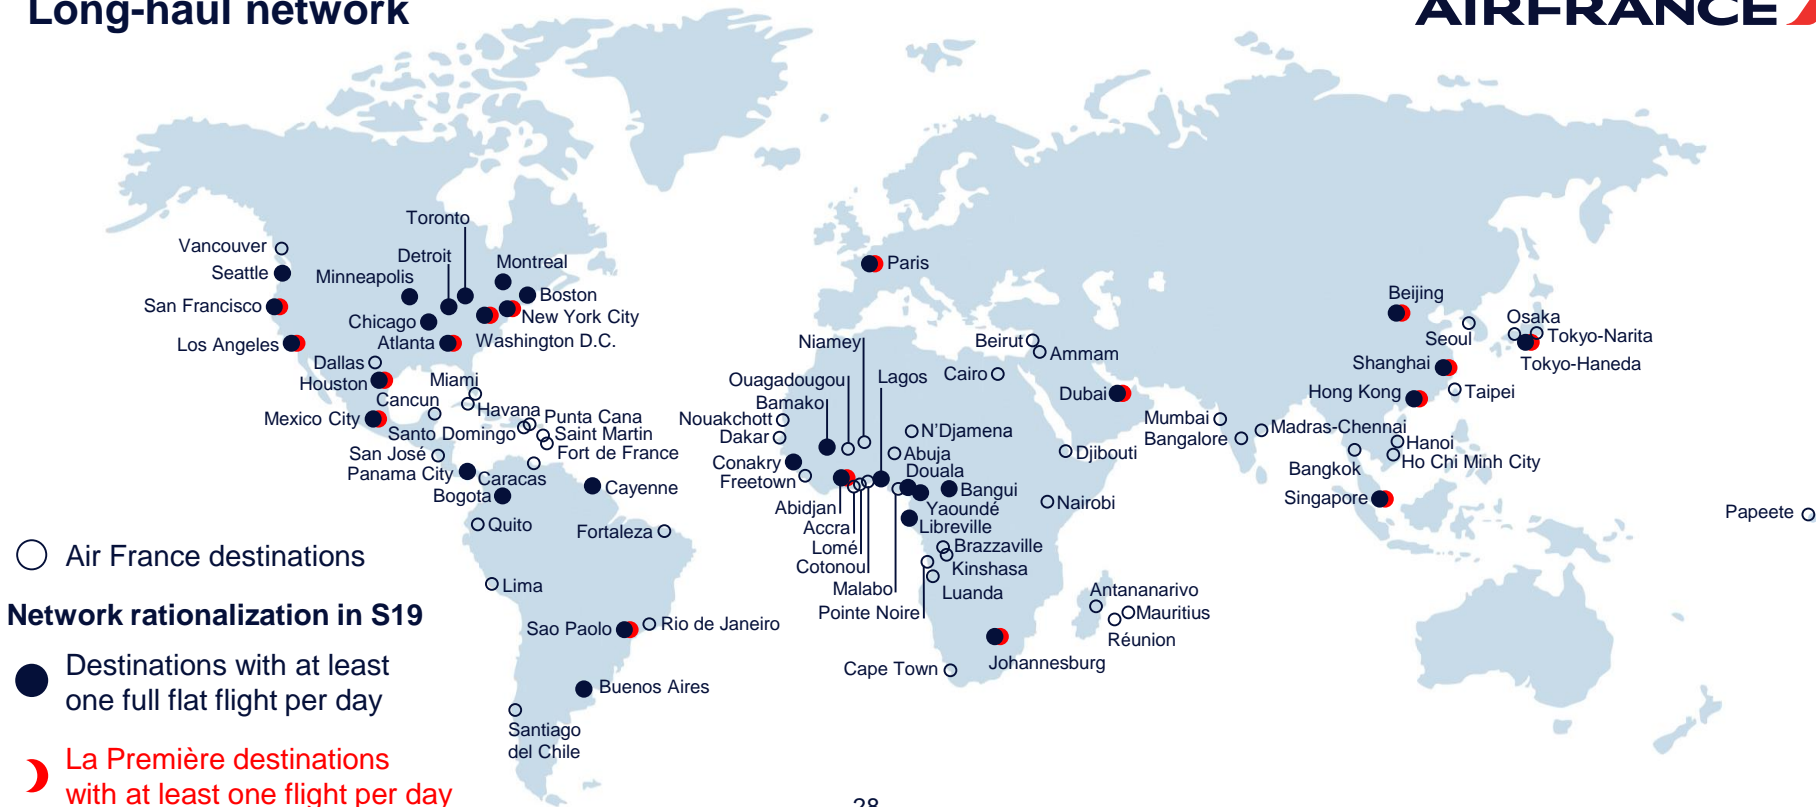 Long-haul network
AIRFRANCE
Toronto
Vancouver
Detroit
Montreal
Seattle
Minneapolis
Paris
Boston
San Francisco
New York City
Chicago
Los Angeles
Atlanta
Washington D.C.
Dallas
Houston
Miami
Cancun
Havana
Punta Cana
Mexico City
Santo Domingo
Saint Martin
San José
Fort de France
Panama City
Caracas
Bogota
Cayenne
Quito
Fortaleza
Lima
Sao Paolo
Rio de Janeiro
Buenos Aires
Santiago
del Chile
Niamey
Beirut
Ammam
Ouagadougou
Lagos
Cairo
Bamako
Dubai
Nouakchott
Dakar
N'Djamena
Conakry
Abuja
Djibouti
Freetown
Douala
Bangui
Abidjan
Yaoundé
Nairobi
Accra
Libreville
Lomé
Brazzaville
Cotonou
Kinshasa
Malabo
Luanda
Antananarivo
Pointe Noire
Mauritius
Réunion
Cape Town
Johannesburg
Beijing
Osaka
Seoul
Tokyo-Narita
Shanghai
Tokyo-Haneda
Hong Kong
Taipei
Mumbai
Madras-Chennai
Bangalore
Hanoi
Bangkok
Ho Chi Minh City
Singapore
Papeete
Air France destinations
Network rationalization in S19
Destinations with at least
one full flat flight per day
La Première destinations
with at least one flight per day
28